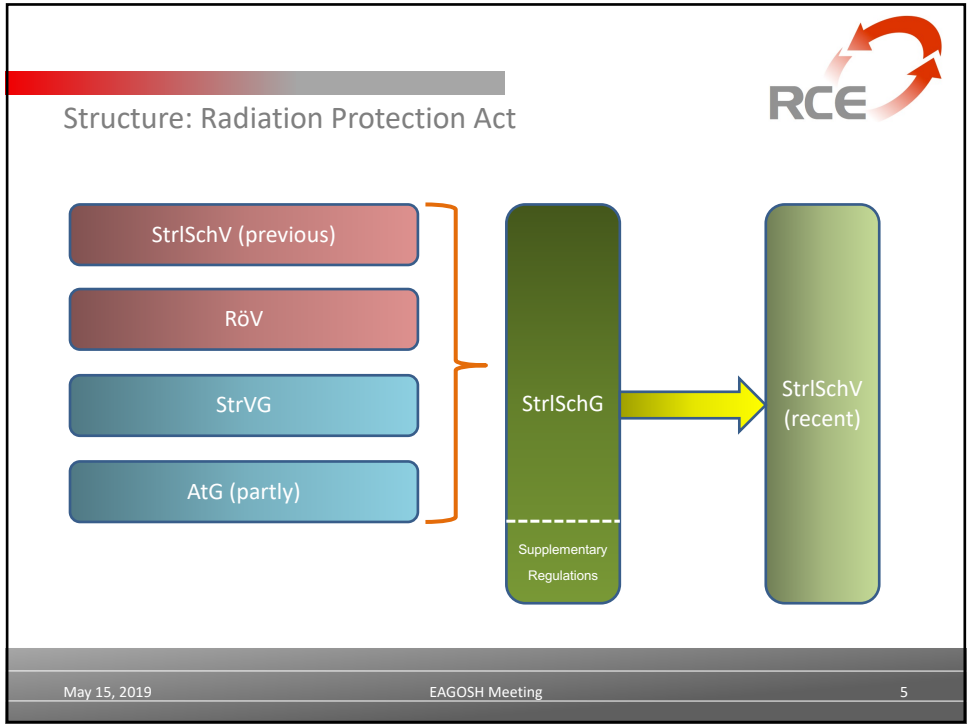 RCE
Structure: Radiation Protection Act
StrlSchV (previous)
RöV
StrVG
AtG (partly)
StrlSchG
Supplementary
Regulations
StrlSchV
(recent)
May 15, 2019
EAGOSH Meeting
5